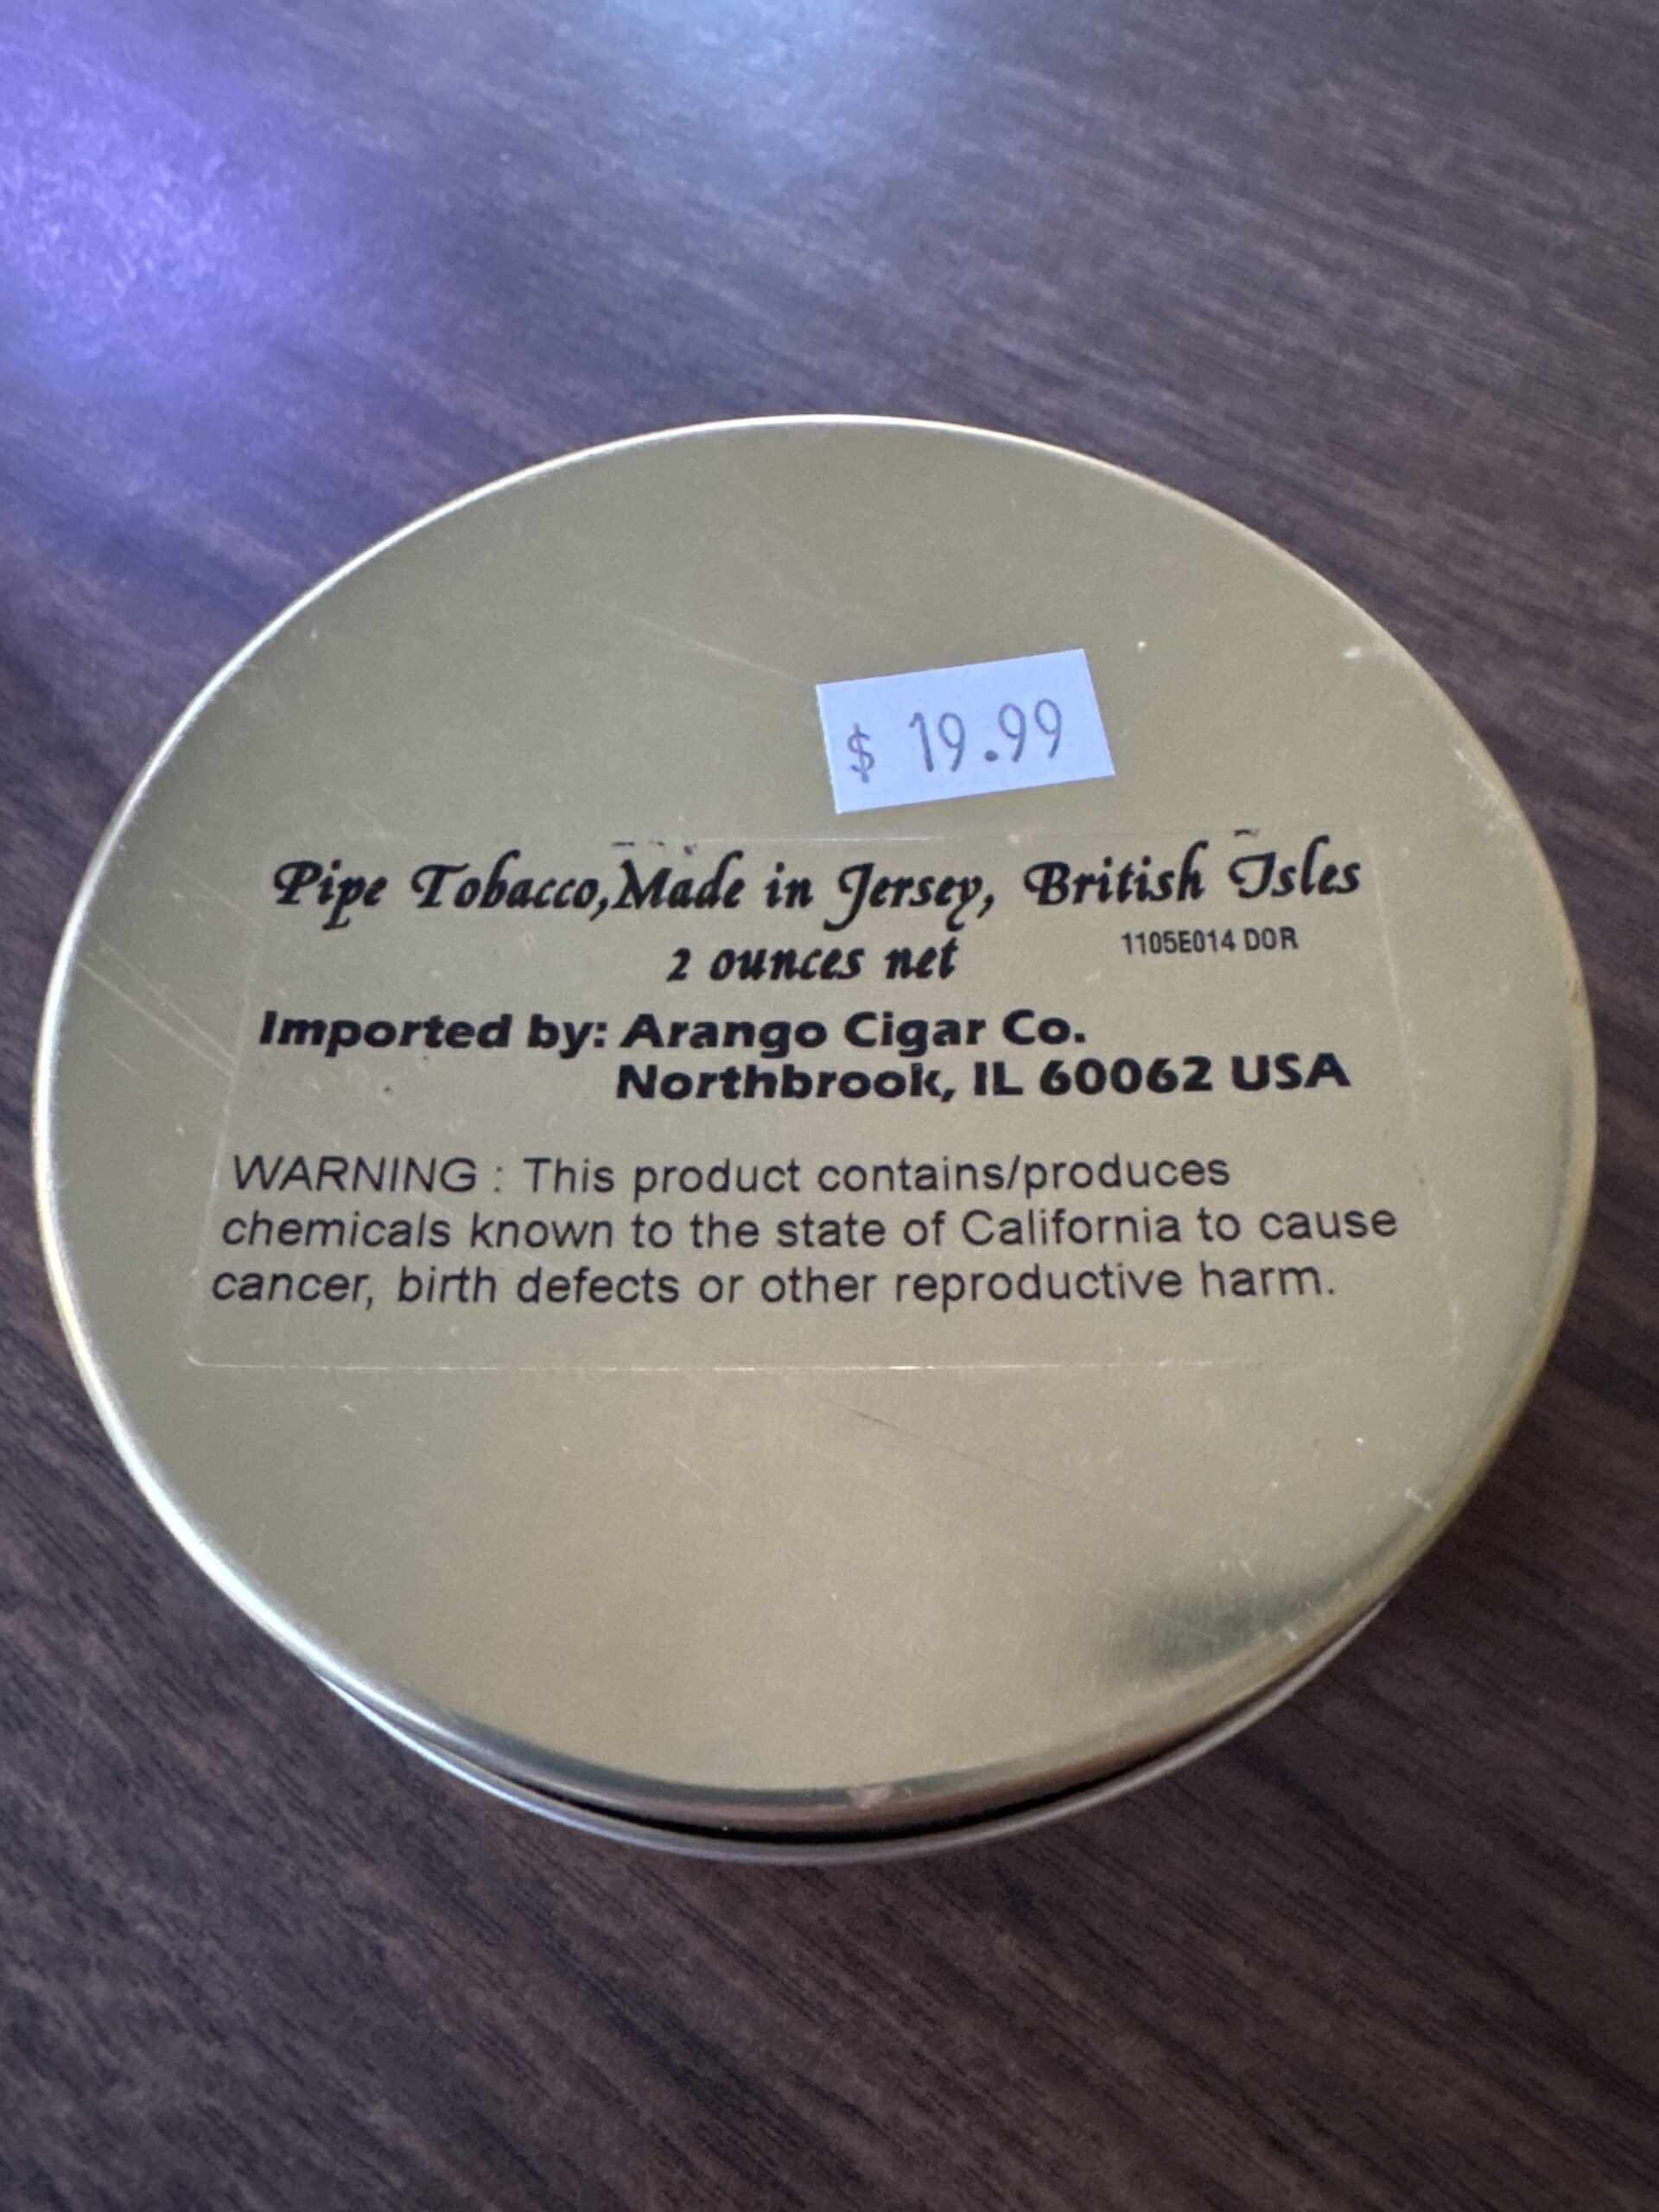 $ 19.99
Pipe Tobacco,Made in Jersey, British Isles
2 ounces net
1105E014 DOR
Imported by: Arango Cigar Co.
Northbrook, IL 60062 USA
WARNING : This product contains/produces
chemicals known to the state of California to cause
cancer, birth defects or other reproductive harm.